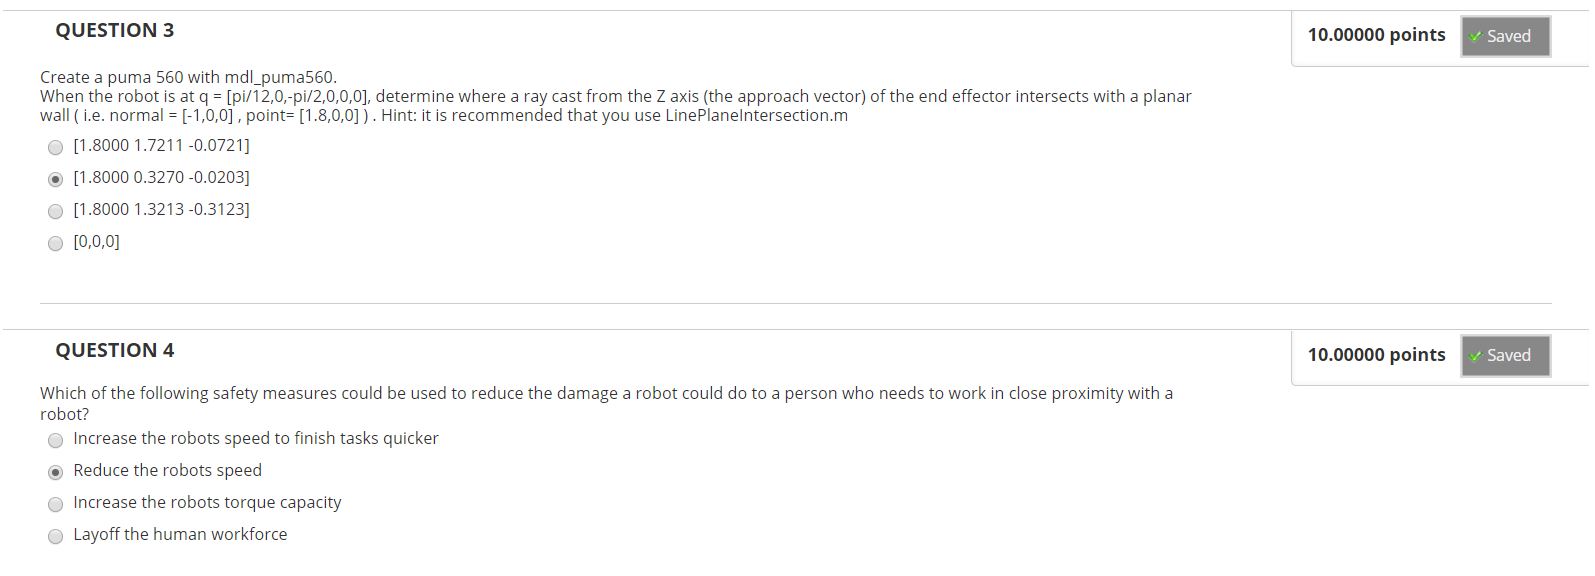 QUESTION 3
10.00000 points
Saved
Create a puma 560 with mdl_puma560.
When the robot is at q = [pi/12,0,-pi/2,0,0,0], determine where a ray cast from the Z axis (the approach vector) of the end effector intersects with a planar
wall ( i.e. normal = [-1,0,0] , point= [1.8,0,0] ) . Hint: it is recommended that you use LinePlaneIntersection.m
[1.8000 1.7211 -0.0721]
[1.8000 0.3270 -0.0203]
[1.8000 1.3213 -0.3123]
[0,0,0]
QUESTION 4
10.00000 points
Saved
Which of the following safety measures could be used to reduce the damage a robot could do to a person who needs to work in close proximity with a
robot?
Increase the robots speed to finish tasks quicker
Reduce the robots speed
Increase the robots torque capacity
Layoff the human workforce